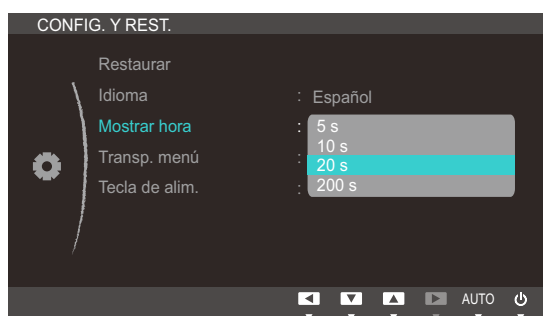 CONFIG. Y REST.
Restaurar
Idioma : Español
Mostrar hora : 5 s
10 s
Transp. menú : 20 s
Tecla de alim. : 200 s
AUTO